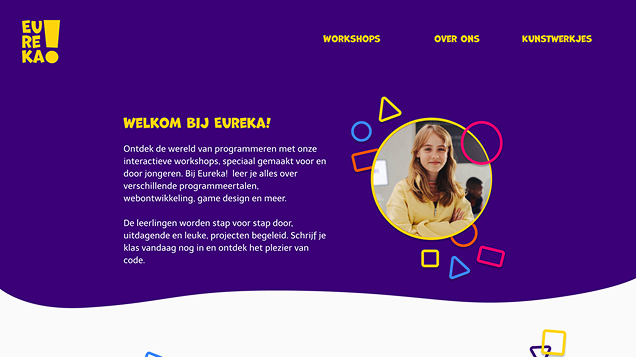 EU
RE
KA!
WORKSHOPS
OVER ONS
KUNSTWERKJES
WELKOM BIJ EUREKA!
Ontdek de wereld van programmeren met onze
interactieve workshops, speciaal gemaakt voor en
door jongeren. Bij Eureka!  leer je alles over
verschillende programmeertalen,
webontwikkeling, game design en meer.
De leerlingen worden stap voor stap door,
uitdagende en leuke, projecten begeleid. Schrijf je
klas vandaag nog in en ontdek het plezier van
code.